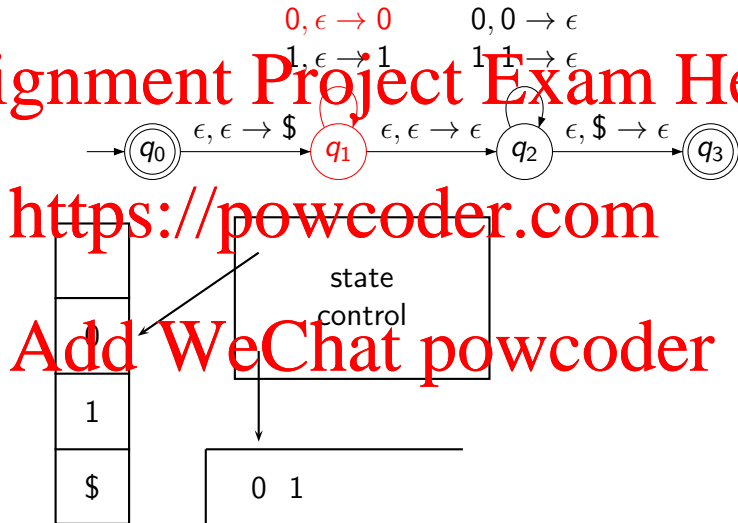 0, ϵ → 0
0, 0 → ϵ
1, ϵ → 1
1, 1 → ϵ
ignment Project Exam He
ϵ, ϵ → $
ϵ, ϵ → ϵ
ϵ, $ → ϵ
q0
q1
q2
q3
https://powcoder.com
state
control
0
Add WeChat powcoder
1
$
0 1